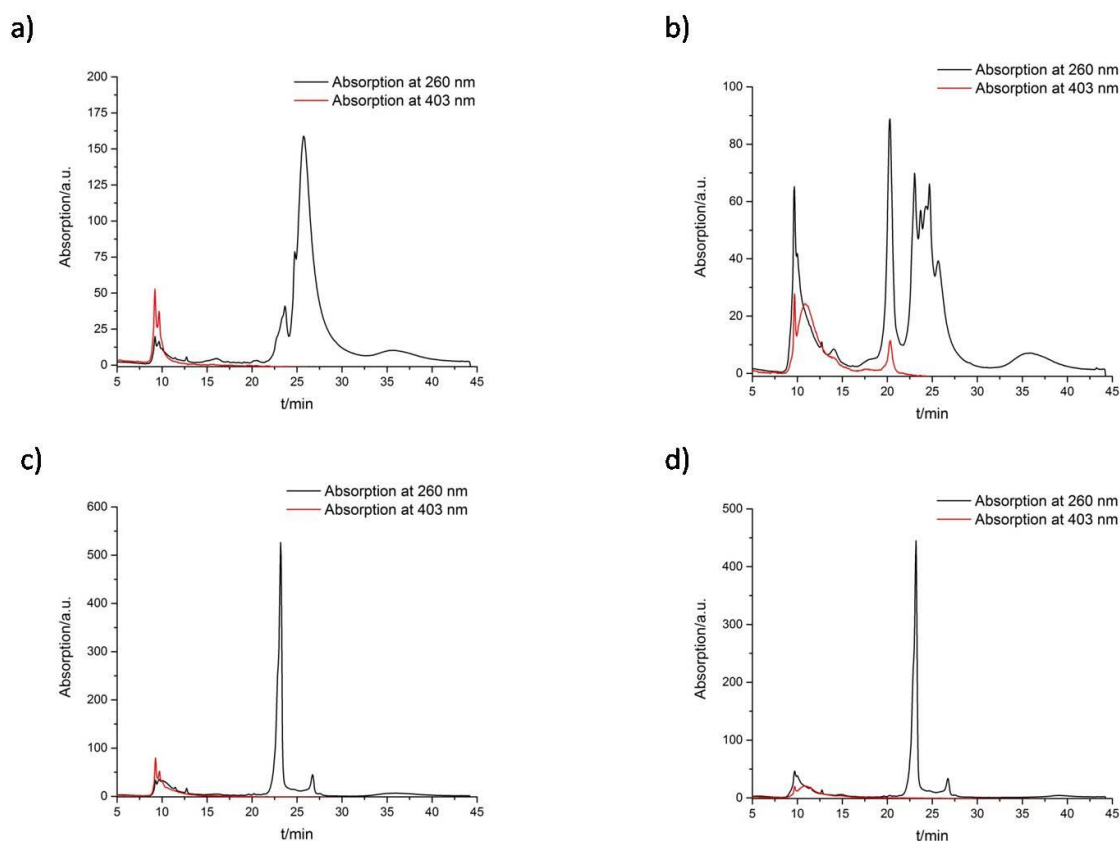 a)
Absorption at 260 nm
Absorption at 403 nm
200
175
150
125
100
75
50
25
0
Absorption/a.u.
5 10 15 20 25 30 35 40 45
t/min
b)
Absorption at 260 nm
Absorption at 403 nm
100
80
60
40
20
0
Absorption/a.u.
5 10 15 20 25 30 35 40 45
t/min
c)
Absorption at 260 nm
Absorption at 403 nm
600
500
400
300
200
100
0
Absorption/a.u.
5 10 15 20 25 30 35 40 45
t/min
d)
Absorption at 260 nm
Absorption at 403 nm
500
400
300
200
100
0
Absorption/a.u.
5 10 15 20 25 30 35 40 45
t/min